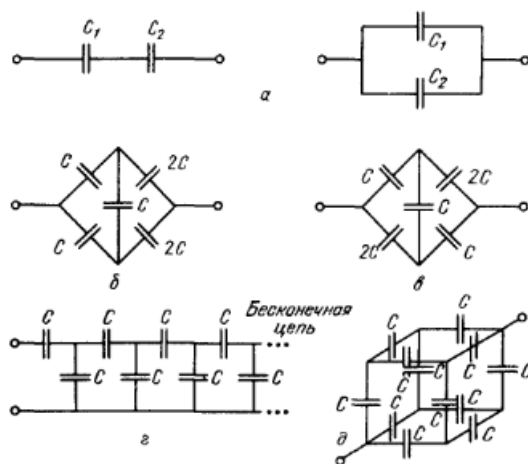 C₁ C₂ C₁
C₂
а
C 2C C 2C
C C
C 2C 2C C
б в
Бесконечная
цепь
C C C C ...
C C C C
...
г
C C
C C
C C C
C C C
C C
д